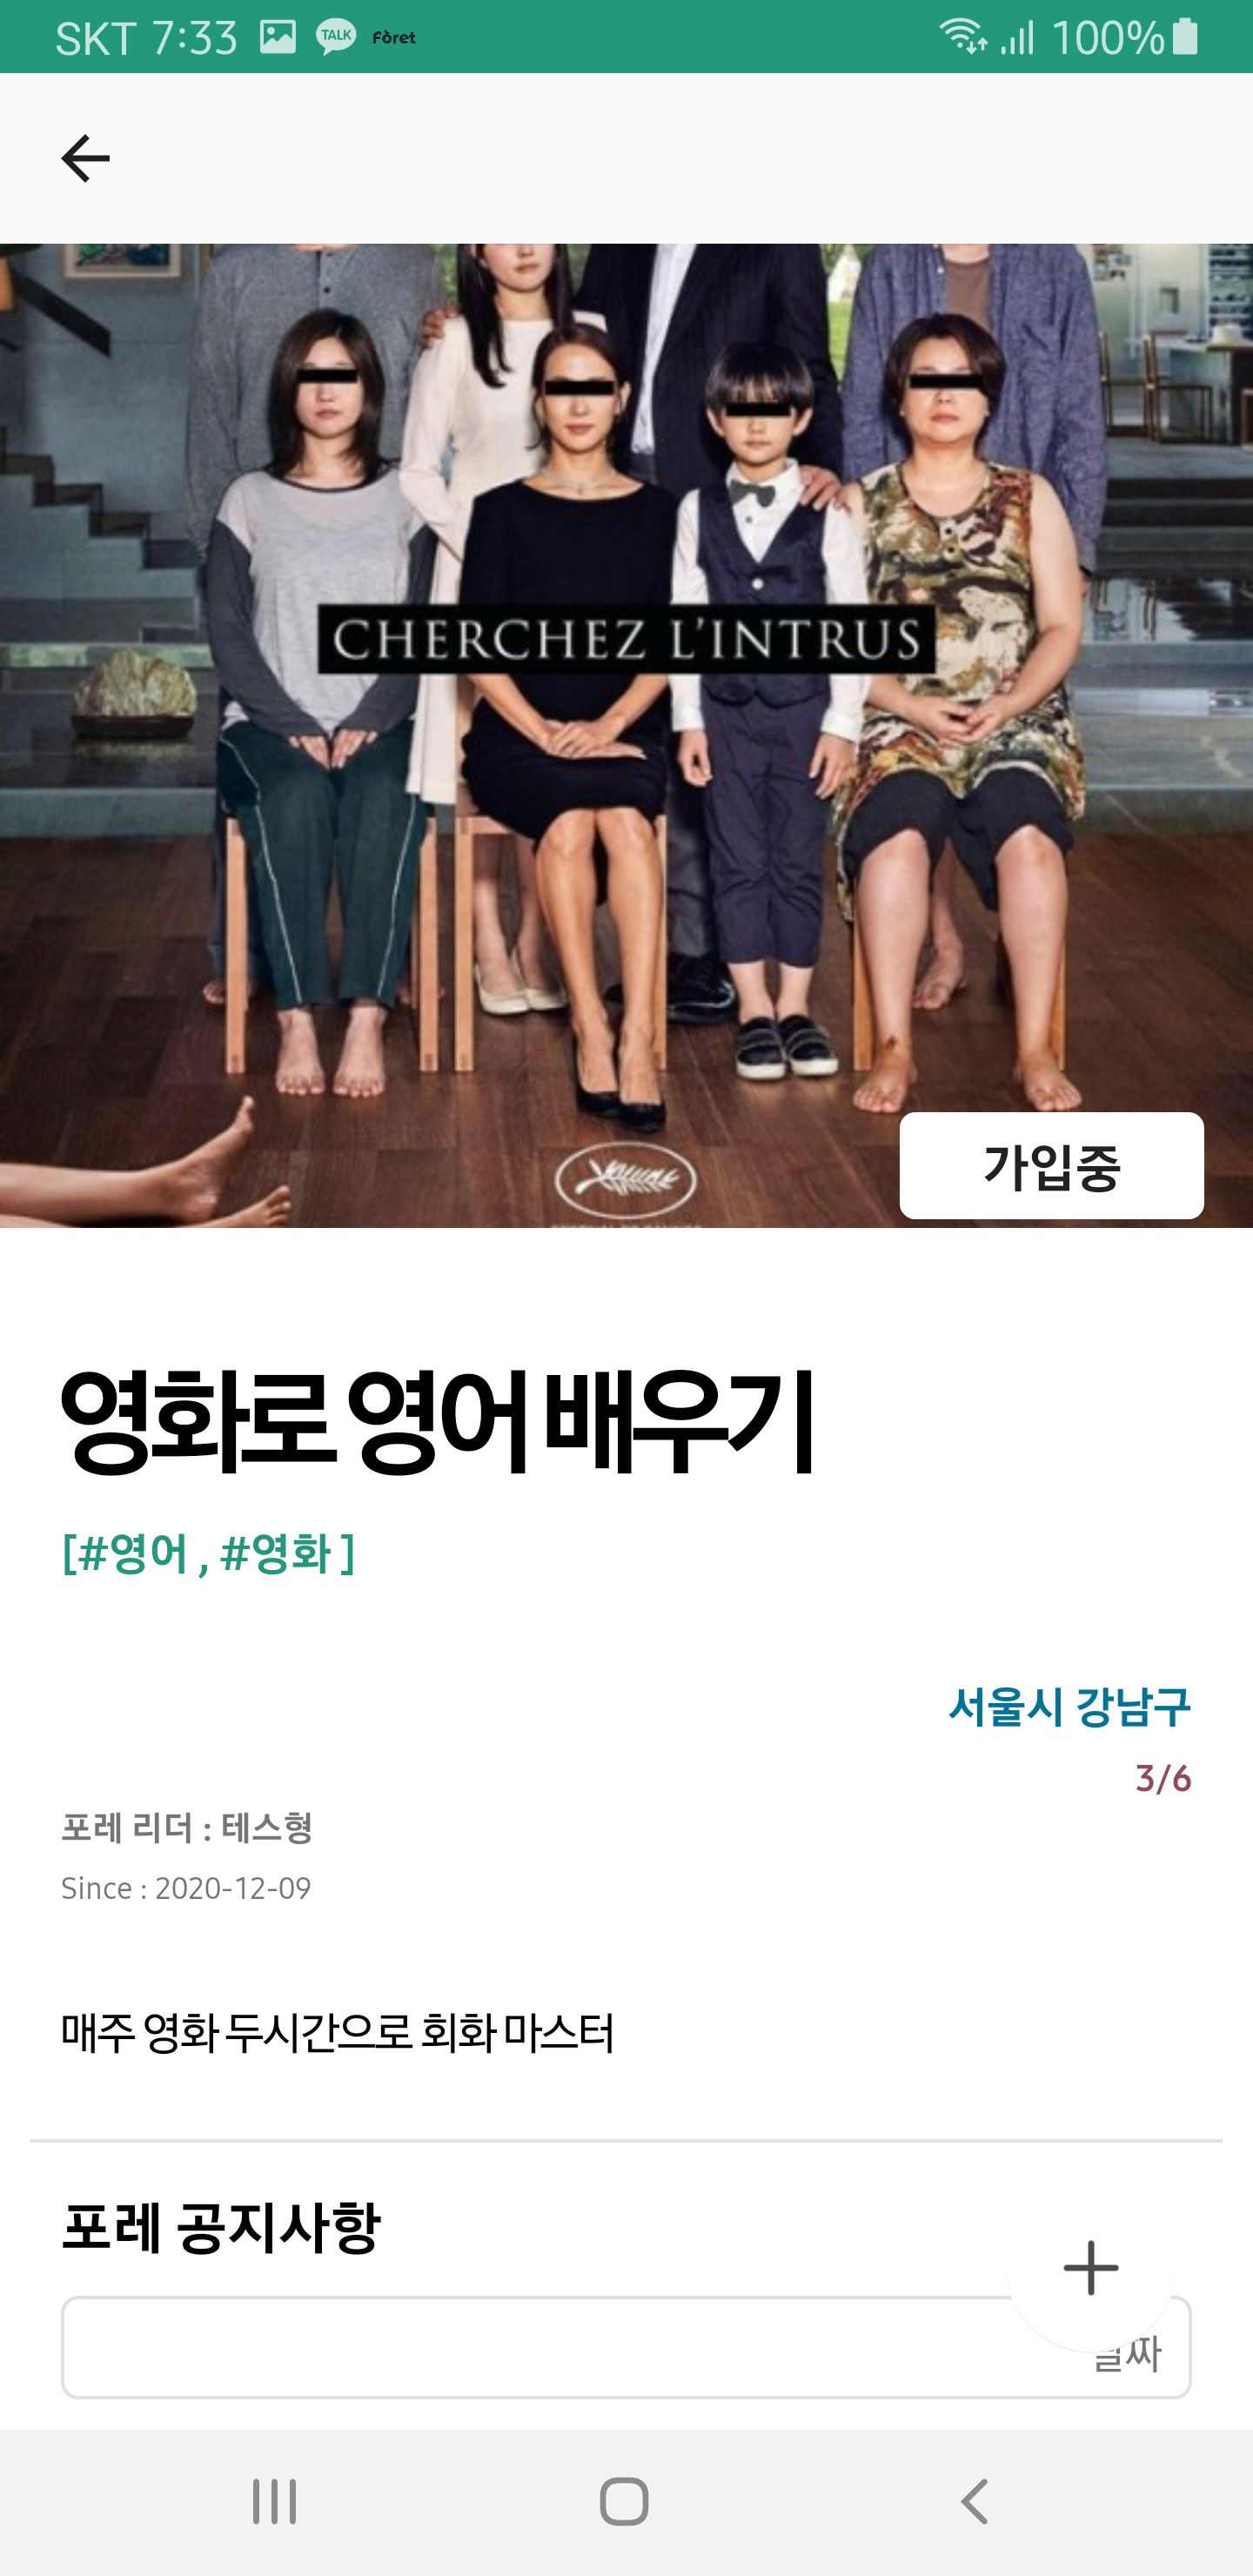 SKT 7:33 TALK Fòret 100%
CHERCHEZ L'INTRUS
가입중
영화로 영어 배우기
[#영어 , #영화 ]
서울시 강남구
3/6
포레 리더 : 테스형
Since : 2020-12-09
매주 영화 두시간으로 회화 마스터
포레 공지사항
날짜